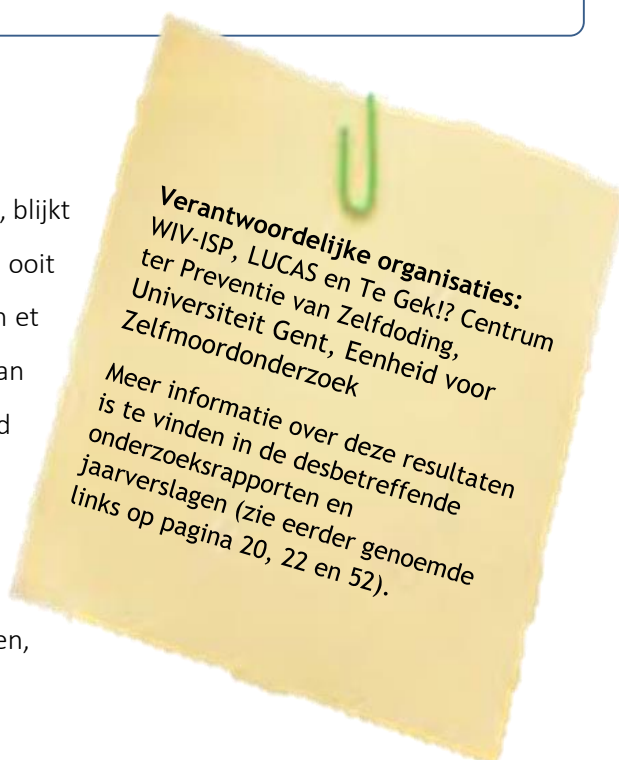 , blijkt
ooit
n et
an
d
en,
Verantwoordelijke organisaties:
WIV-ISP, LUCAS en Te Gek!? Centrum
ter Preventie van Zelfdoding,
Universiteit Gent, Eenheid voor
Zelfmoordonderzoek
Meer informatie over deze resultaten
is te vinden in de desbetreffende
onderzoeksrapporten en
jaarverslagen (zie eerder genoemde
links op pagina 20, 22 en 52).